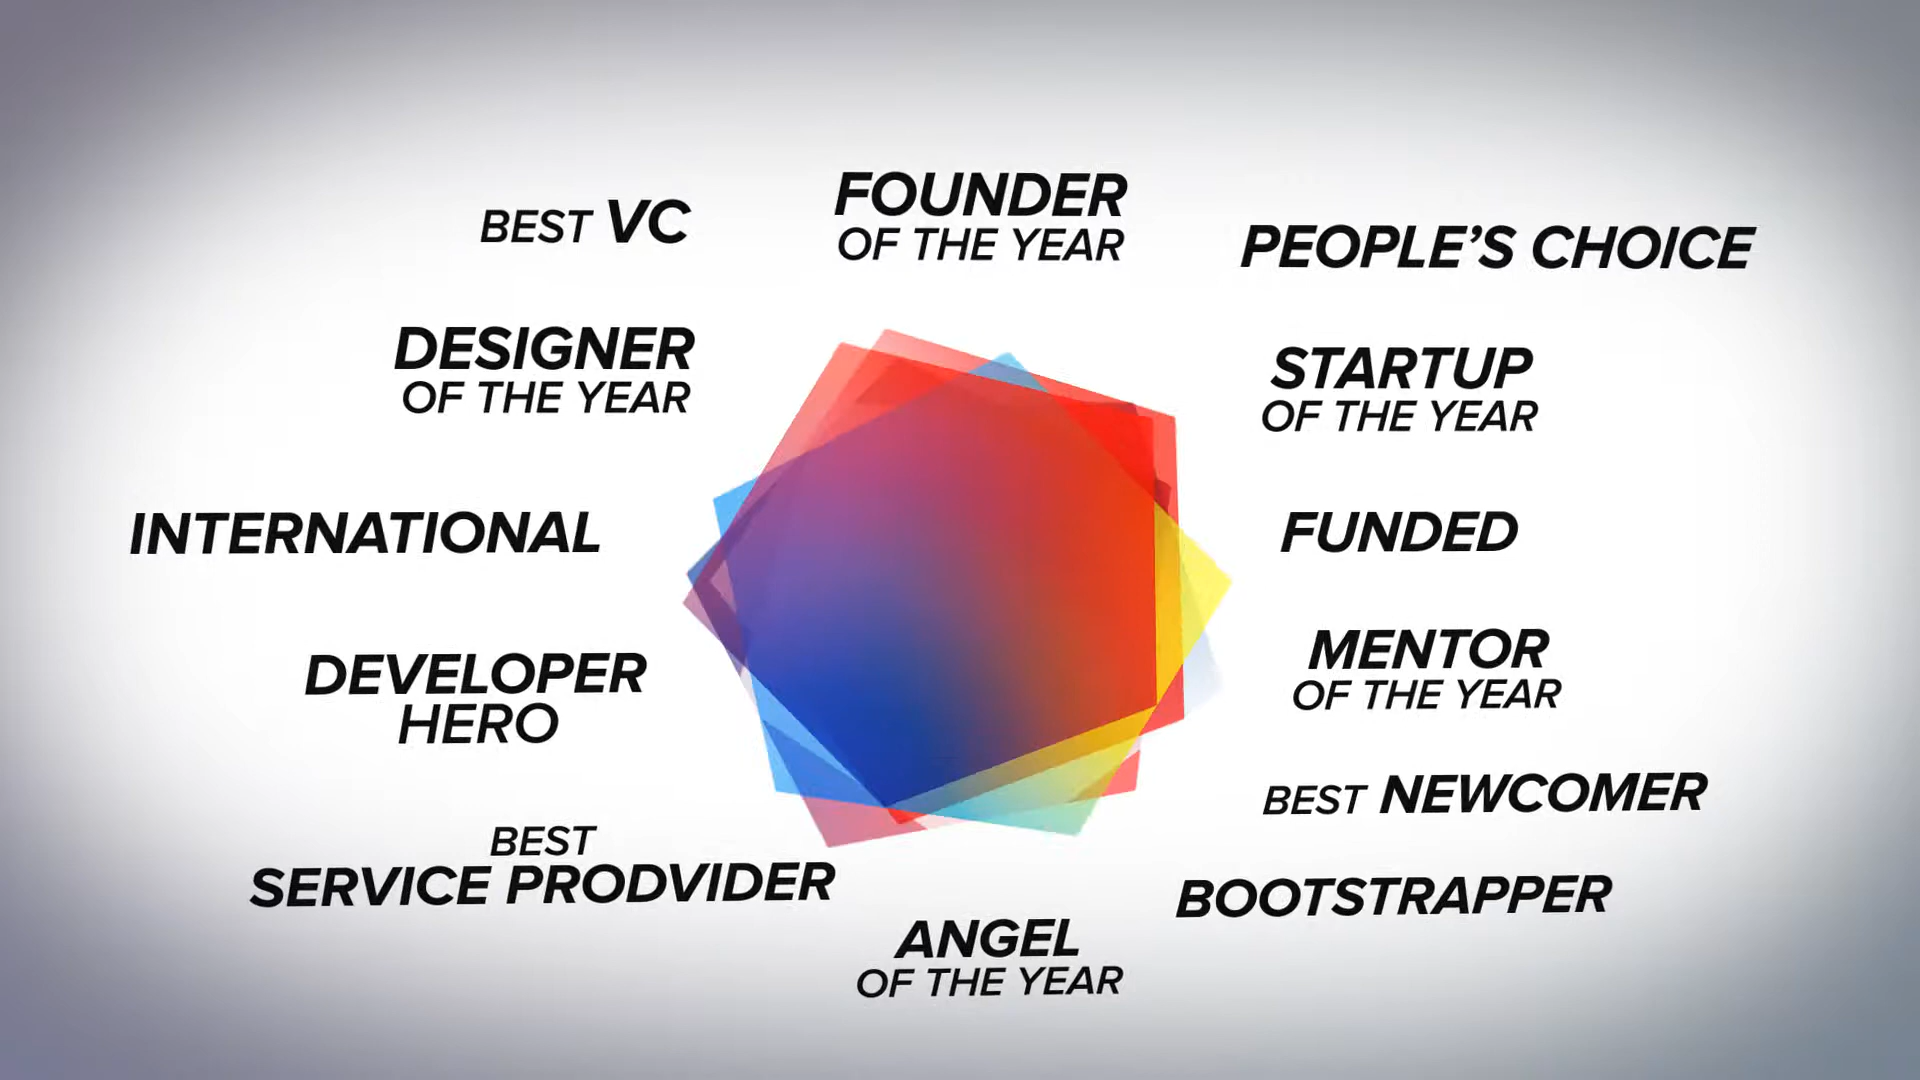 BEST VC
FOUNDER
OF THE YEAR
PEOPLE'S CHOICE
DESIGNER
OF THE YEAR
STARTUP
OF THE YEAR
INTERNATIONAL
FUNDED
DEVELOPER
HERO
MENTOR
OF THE YEAR
BEST NEWCOMER
BEST
SERVICE PRODVIDER
BOOTSTRAPPER
ANGEL
OF THE YEAR